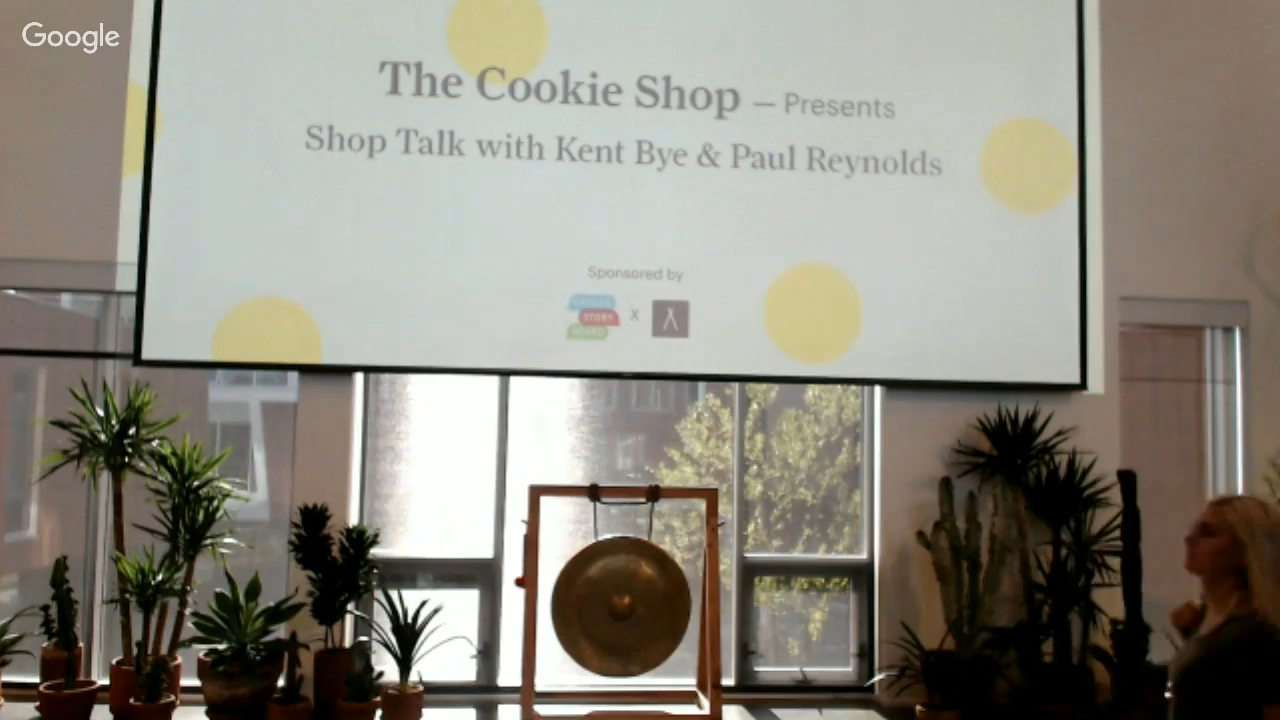 Google
The Cookie Shop – Presents
Shop Talk with Kent Bye & Paul Reynolds
Sponsored by
STORY
X
λ